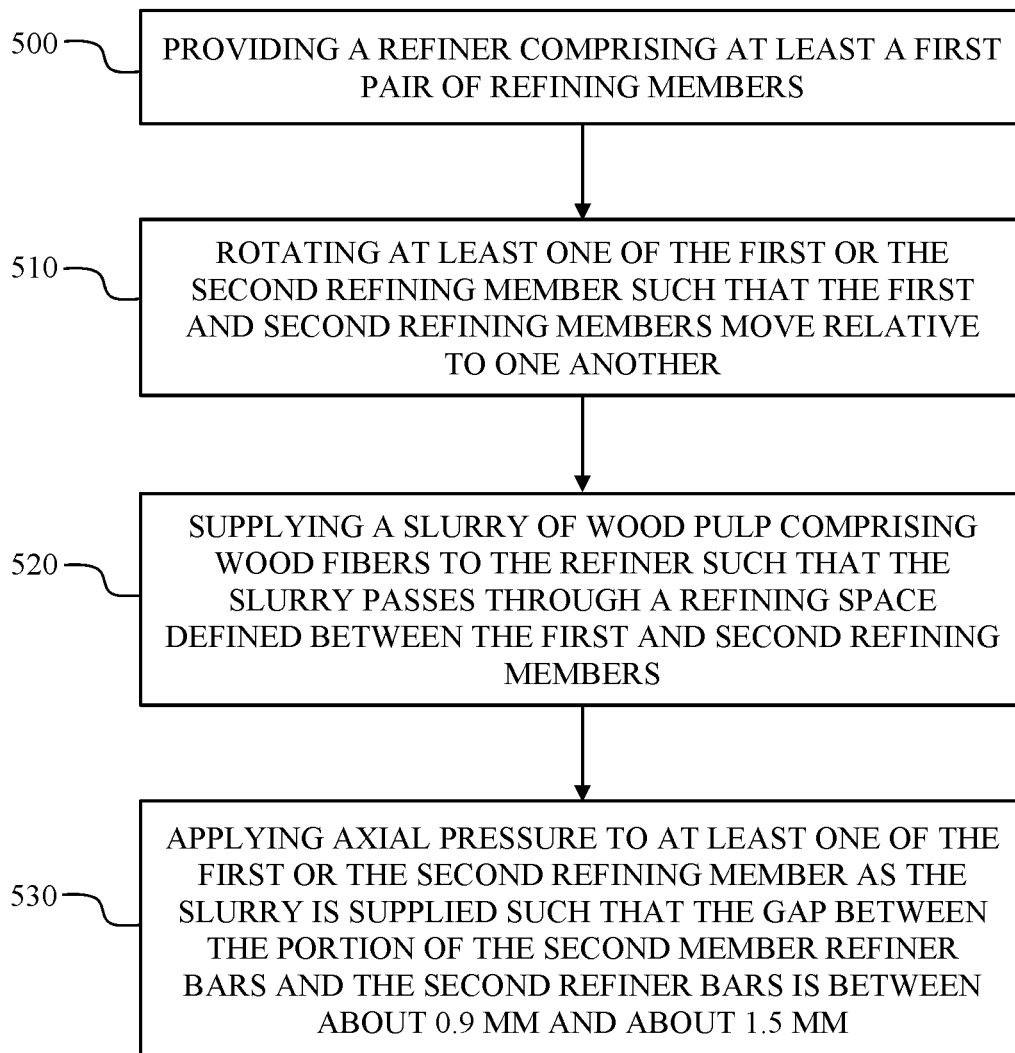 500
PROVIDING A REFINER COMPRISING AT LEAST A FIRST
PAIR OF REFINING MEMBERS
510
ROTATING AT LEAST ONE OF THE FIRST OR THE
SECOND REFINING MEMBER SUCH THAT THE FIRST
AND SECOND REFINING MEMBERS MOVE RELATIVE
TO ONE ANOTHER
520
SUPPLYING A SLURRY OF WOOD PULP COMPRISING
WOOD FIBERS TO THE REFINER SUCH THAT THE
SLURRY PASSES THROUGH A REFINING SPACE
DEFINED BETWEEN THE FIRST AND SECOND REFINING
MEMBERS
530
APPLYING AXIAL PRESSURE TO AT LEAST ONE OF THE
FIRST OR THE SECOND REFINING MEMBER AS THE
SLURRY IS SUPPLIED SUCH THAT THE GAP BETWEEN
THE PORTION OF THE SECOND MEMBER REFINER
BARS AND THE SECOND REFINER BARS IS BETWEEN
ABOUT 0.9 MM AND ABOUT 1.5 MM